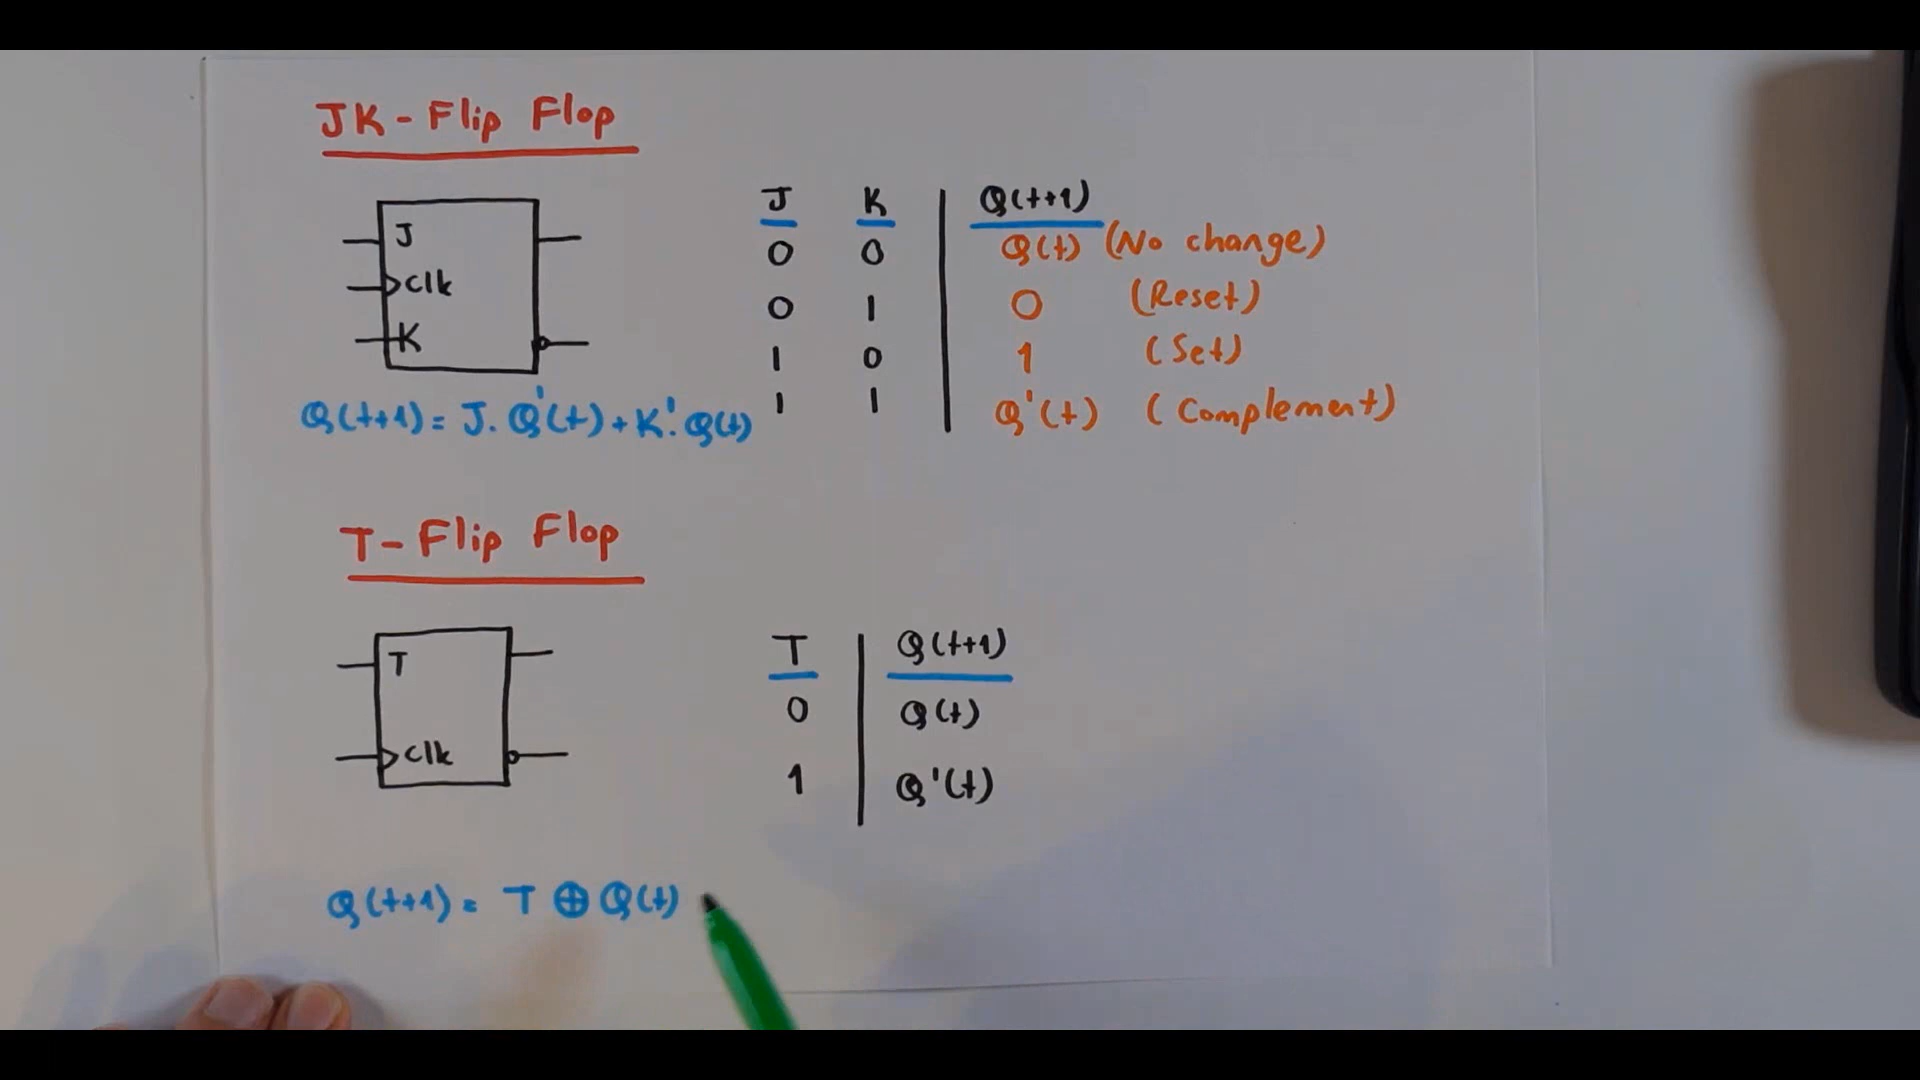 JK-Flip Flop
J K Q(t+1)
J
0 0 Q(t) (No change)
Clk
0 1 0 (Reset)
K
1 0 1 (Set)
1 1 Q'(t) (Complement)
Q(t+1)= J. Q'(t)+K'. Q(t)
T-Flip Flop
T Q(t+1)
T
0 Q(t)
Clk
1 Q'(t)
Q(t+1)= T ⊕ Q(t)